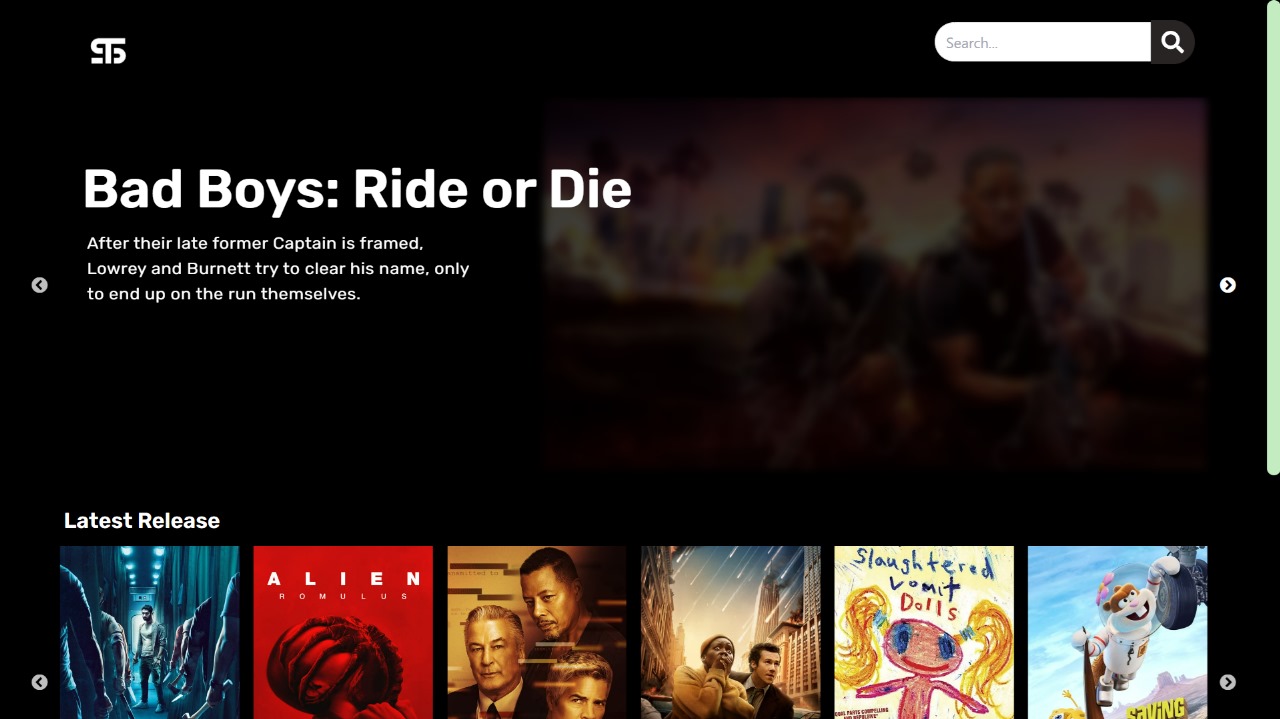 STS
Search...
Bad Boys: Ride or Die
After their late former Captain is framed,
Lowrey and Burnett try to clear his name, only
to end up on the run themselves.
Latest Release
ALIEN
ROMULUS
Slaughtered
Vomit
Dolls
SAVING